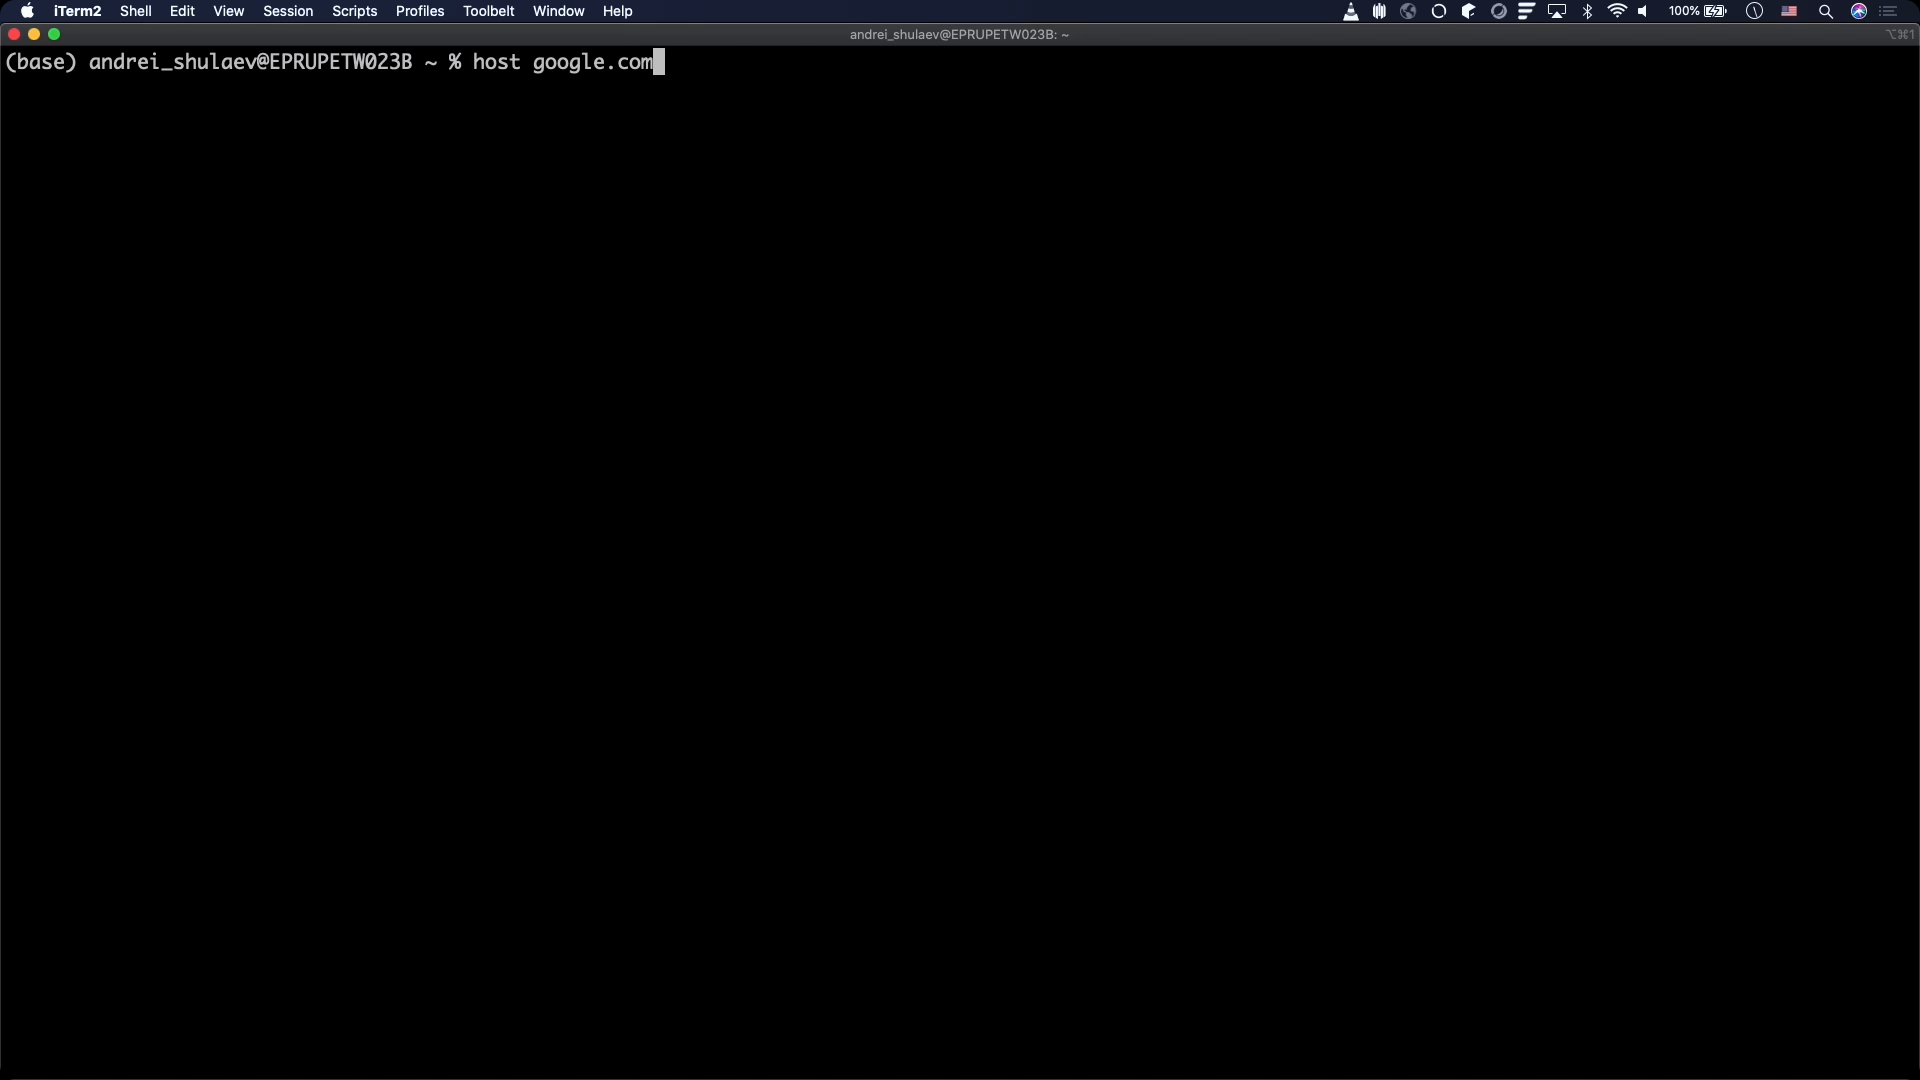 iTerm2 Shell Edit View Session Scripts Profiles Toolbelt Window Help 100%
andrei_shulaev@EPRUPETW023B: ~ ⌥⌘1
(base) andrei_shulaev@EPRUPETW023B ~ % host google.com